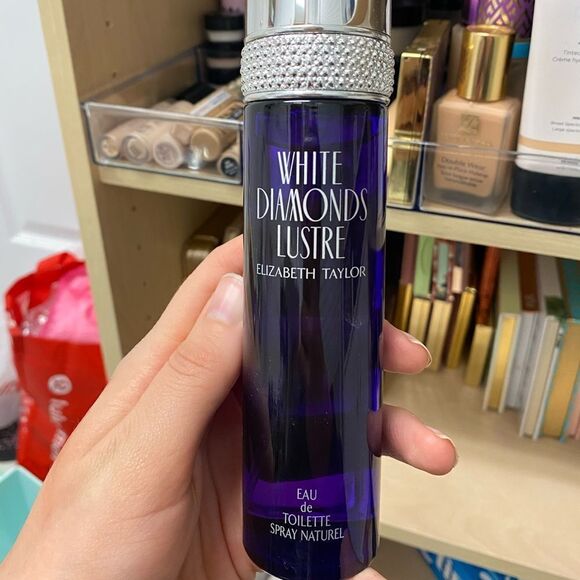 WHITE
DIAMONDS
LUSTRE
ELIZABETH TAYLOR
EAU
de
TOILETTE
SPRAY NATUREL
Double Wear